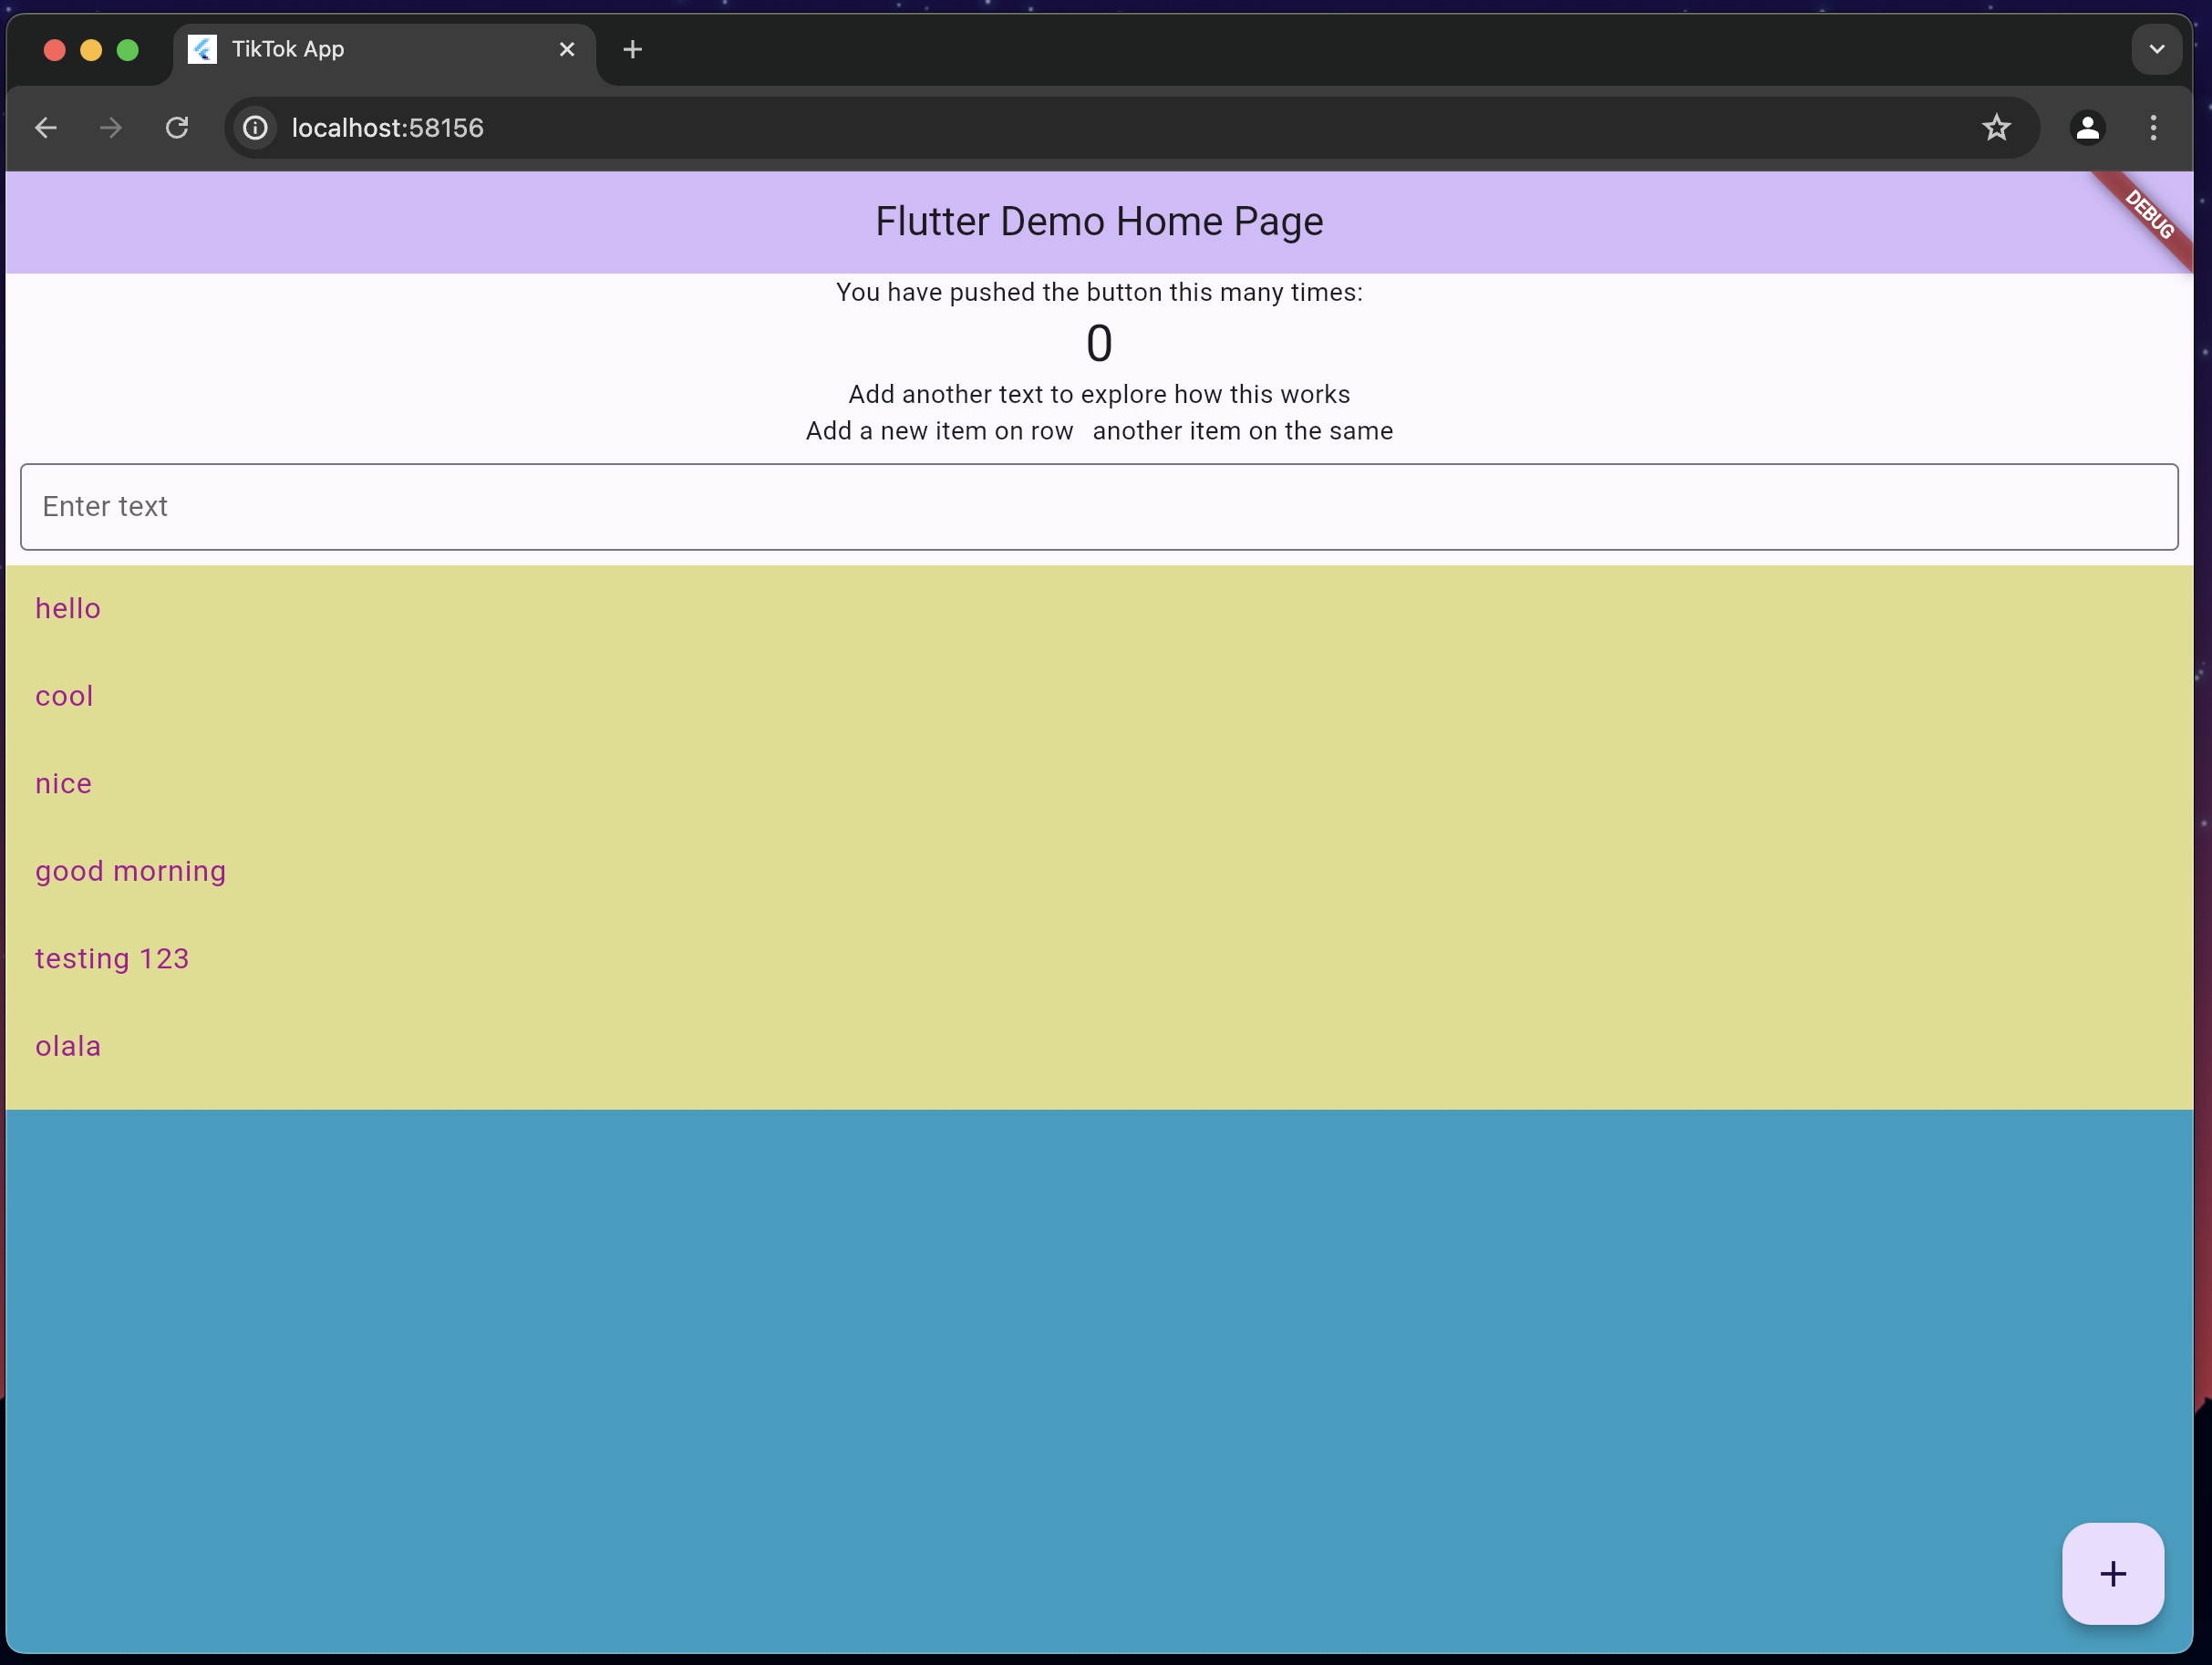 TikTok App
localhost:58156
Flutter Demo Home Page
DEBUG
You have pushed the button this many times:
0
Add another text to explore how this works
Add a new item on row another item on the same
Enter text
hello
cool
nice
good morning
testing 123
olala